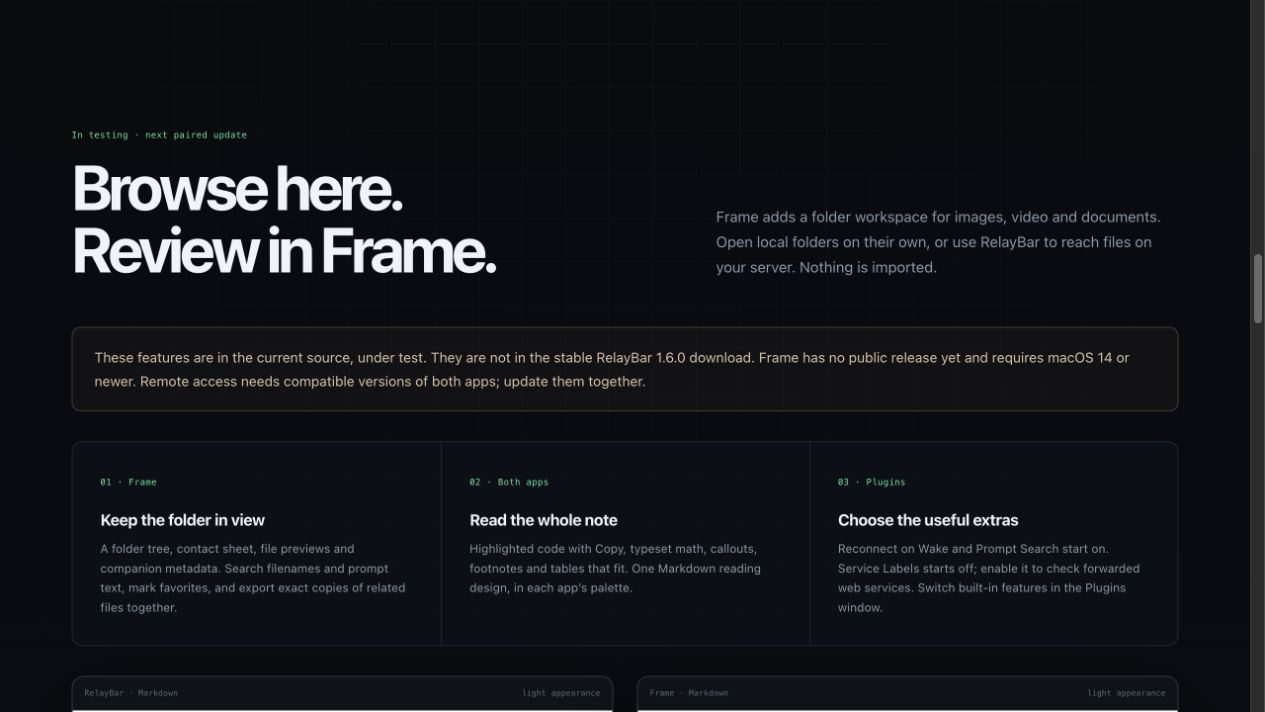 In testing · next paired update
Browse here.
Review in Frame.
Frame adds a folder workspace for images, video and documents.
Open local folders on their own, or use RelayBar to reach files on
your server. Nothing is imported.
These features are in the current source, under test. They are not in the stable RelayBar 1.6.0 download. Frame has no public release yet and requires macOS 14 or
newer. Remote access needs compatible versions of both apps; update them together.
01 · Frame
Keep the folder in view
A folder tree, contact sheet, file previews and
companion metadata. Search filenames and prompt
text, mark favorites, and export exact copies of related
files together.
02 · Both apps
Read the whole note
Highlighted code with Copy, typeset math, callouts,
footnotes and tables that fit. One Markdown reading
design, in each app's palette.
03 · Plugins
Choose the useful extras
Reconnect on Wake and Prompt Search start on.
Service Labels starts off; enable it to check forwarded
web services. Switch built-in features in the Plugins
window.
RelayBar · Markdown
light appearance
Frame · Markdown
light appearance